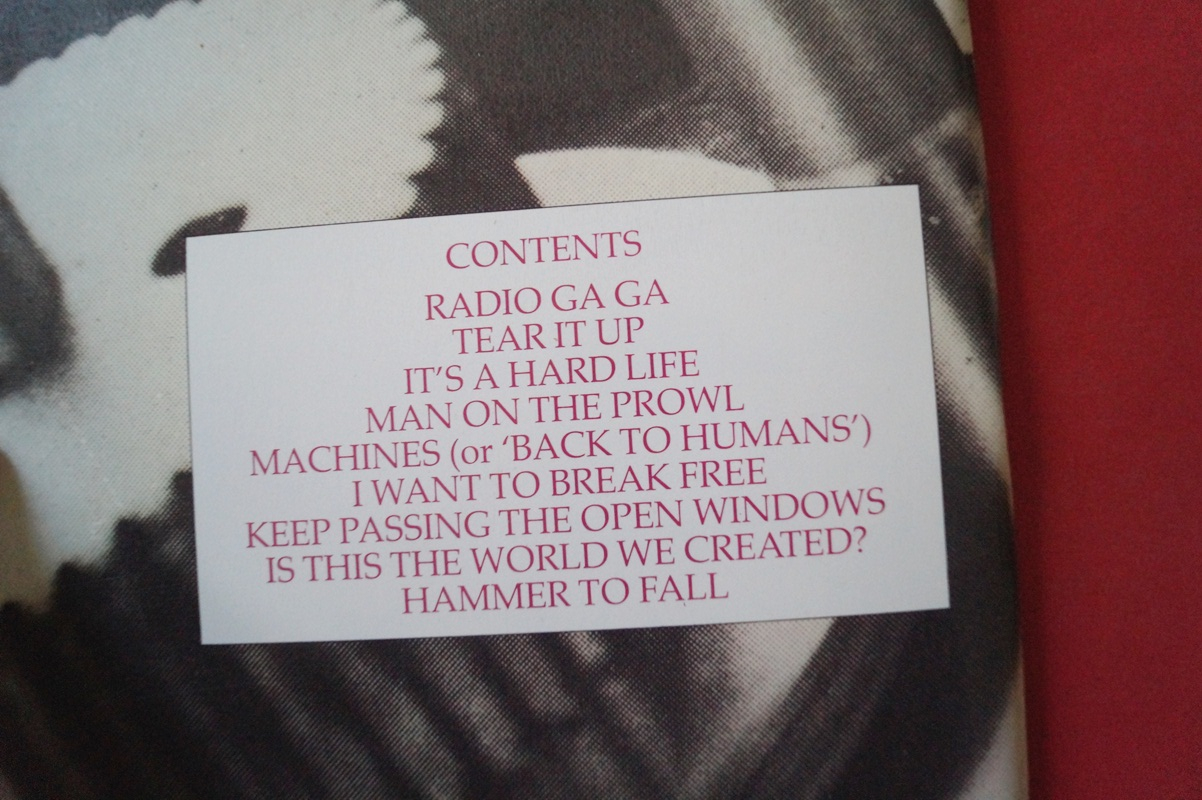 CONTENTS
RADIO GA GA
TEAR IT UP
IT'S A HARD LIFE
MAN ON THE PROWL
MACHINES (or ‘BACK TO HUMANS’)
I WANT TO BREAK FREE
KEEP PASSING THE OPEN WINDOWS
IS THIS THE WORLD WE CREATED?
HAMMER TO FALL